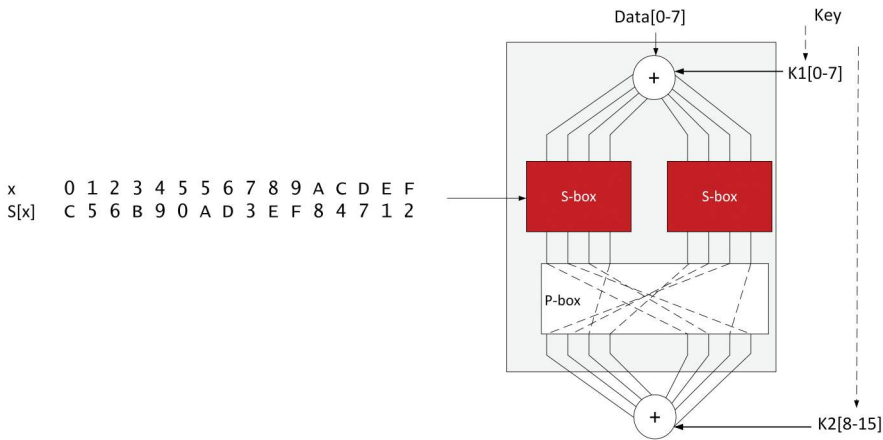 Data[0-7]
Key
+
K1[0-7]
x 0 1 2 3 4 5 5 6 7 8 9 A C D E F
S[x] C 5 6 B 9 0 A D 3 E F 8 4 7 1 2
S-box
S-box
P-box
+
K2[8-15]